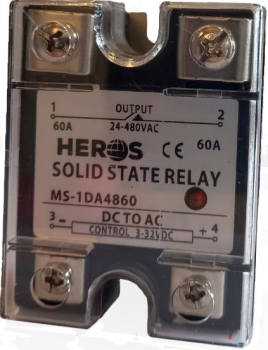 1 OUTPUT 2
60A 24-480VAC 60A
HEROS CE
SOLID STATE RELAY
MS-1DA4860
3 - DC TO AC + 4
CONTROL 3-32VDC